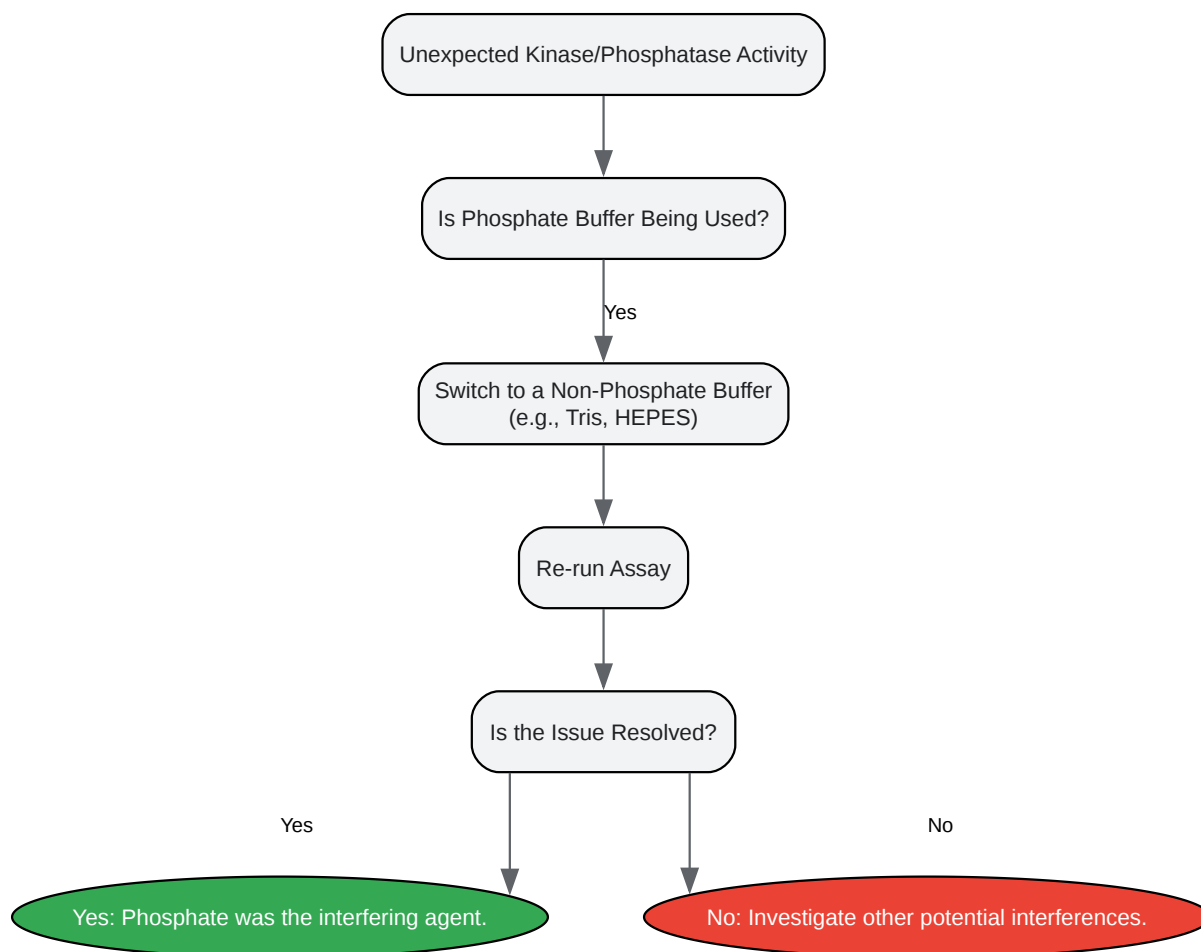 Unexpected Kinase/Phosphatase Activity
Is Phosphate Buffer Being Used?
Yes
Switch to a Non-Phosphate Buffer
(e.g., Tris, HEPES)
Re-run Assay
Is the Issue Resolved?
Yes
No
Yes: Phosphate was the interfering agent.
No: Investigate other potential interferences.